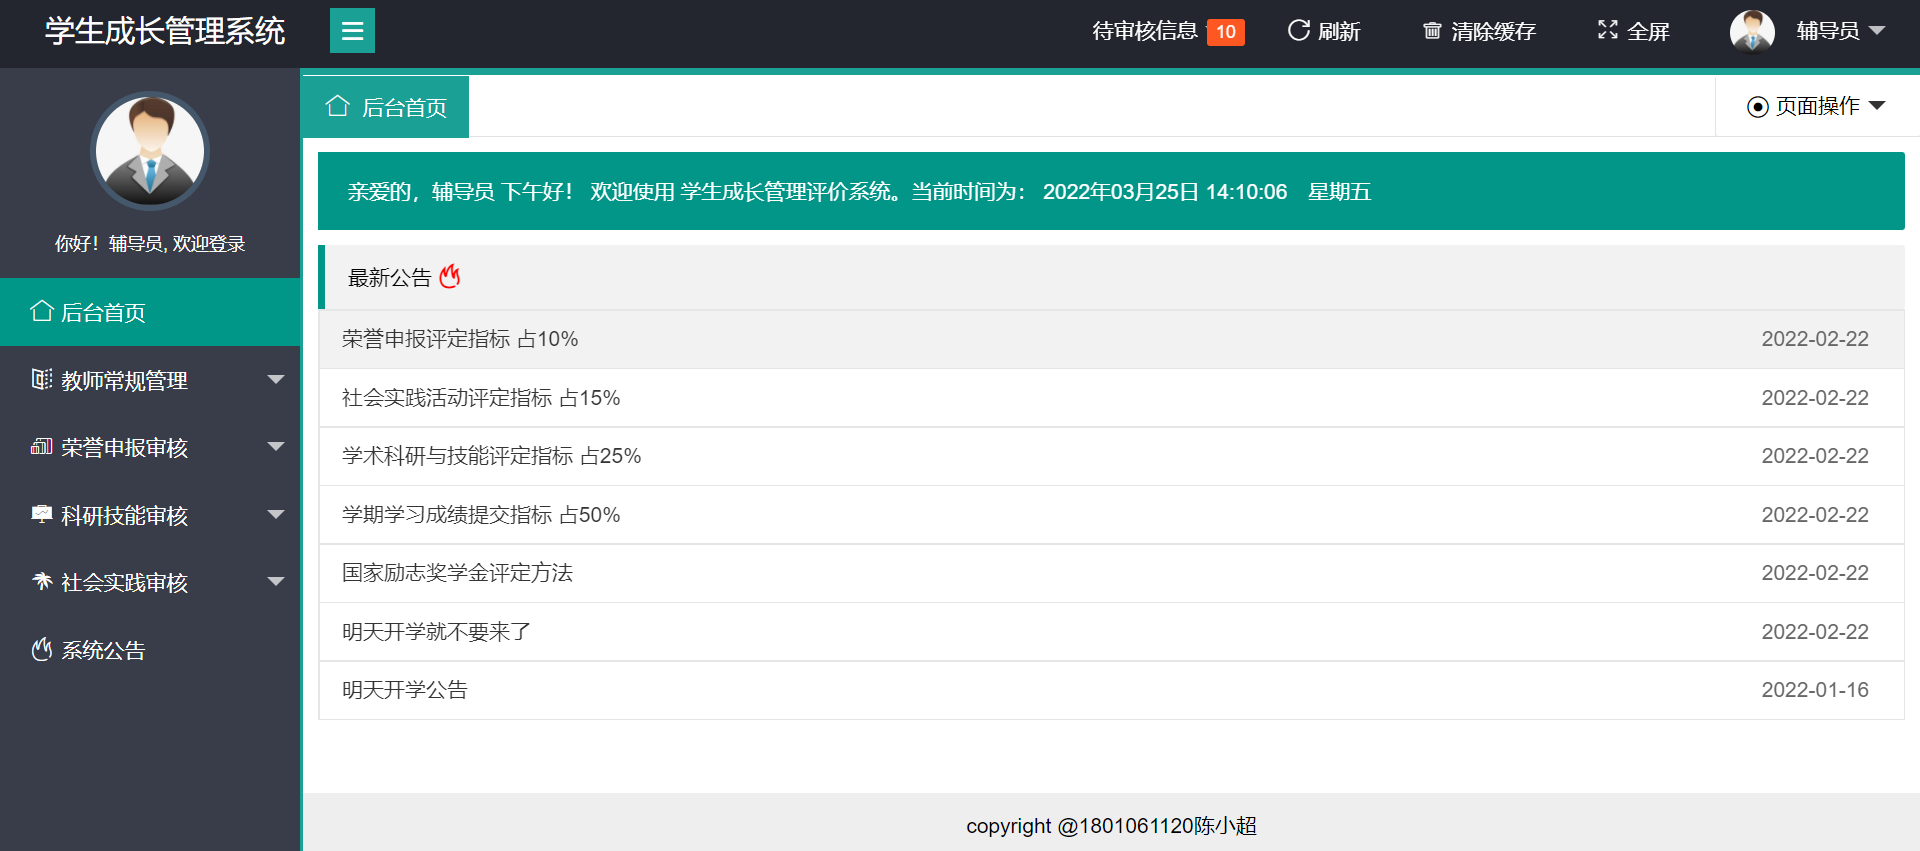 学生成长管理系统
待审核信息 10 刷新 清除缓存 全屏 辅导员
你好！辅导员, 欢迎登录
后台首页
教师常规管理
荣誉申报审核
科研技能审核
社会实践审核
系统公告
后台首页
页面操作
亲爱的，辅导员 下午好！ 欢迎使用 学生成长管理评价系统。当前时间为： 2022年03月25日 14:10:06 星期五
最新公告
荣誉申报评定指标 占10% 2022-02-22
社会实践活动评定指标 占15% 2022-02-22
学术科研与技能评定指标 占25% 2022-02-22
学期学习成绩提交指标 占50% 2022-02-22
国家励志奖学金评定方法 2022-02-22
明天开学就不要来了 2022-02-22
明天开学公告 2022-01-16
copyright @1801061120陈小超